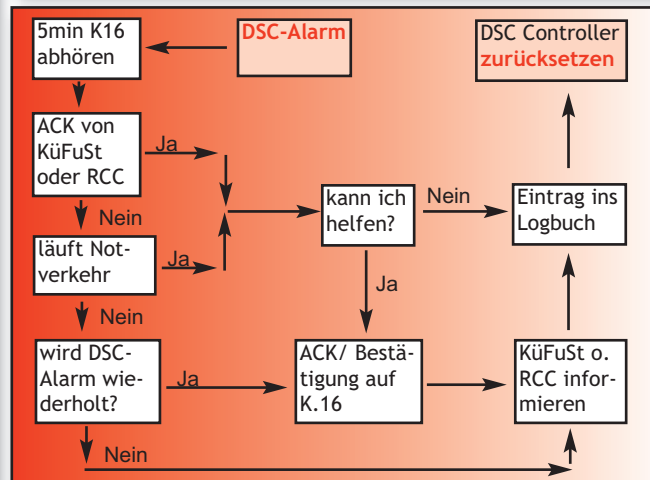 5min K16
abhören
DSC-Alarm
DSC Controller
zurücksetzen
ACK von
KüFuSt
oder RCC
Ja
Nein
kann ich
helfen?
Nein
Eintrag ins
Logbuch
läuft Not-
verkehr
Ja
Ja
Nein
wird DSC-
Alarm wie-
derholt?
Ja
ACK/ Bestä-
tigung auf
K.16
KüFuSt o.
RCC infor-
mieren
Nein